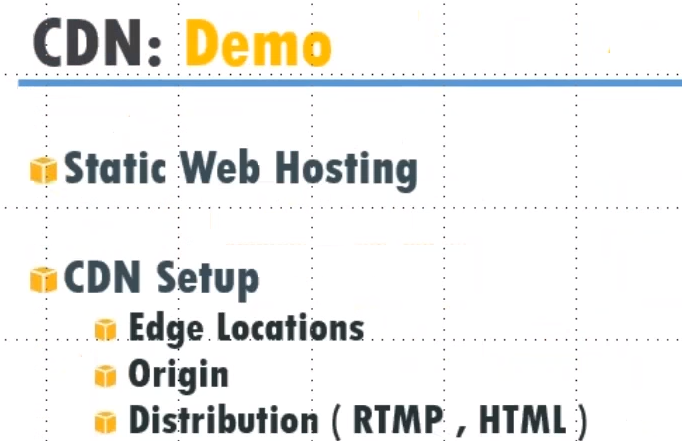 CDN: Demo
Static Web Hosting
CDN Setup
Edge Locations
Origin
Distribution ( RTMP , HTML )